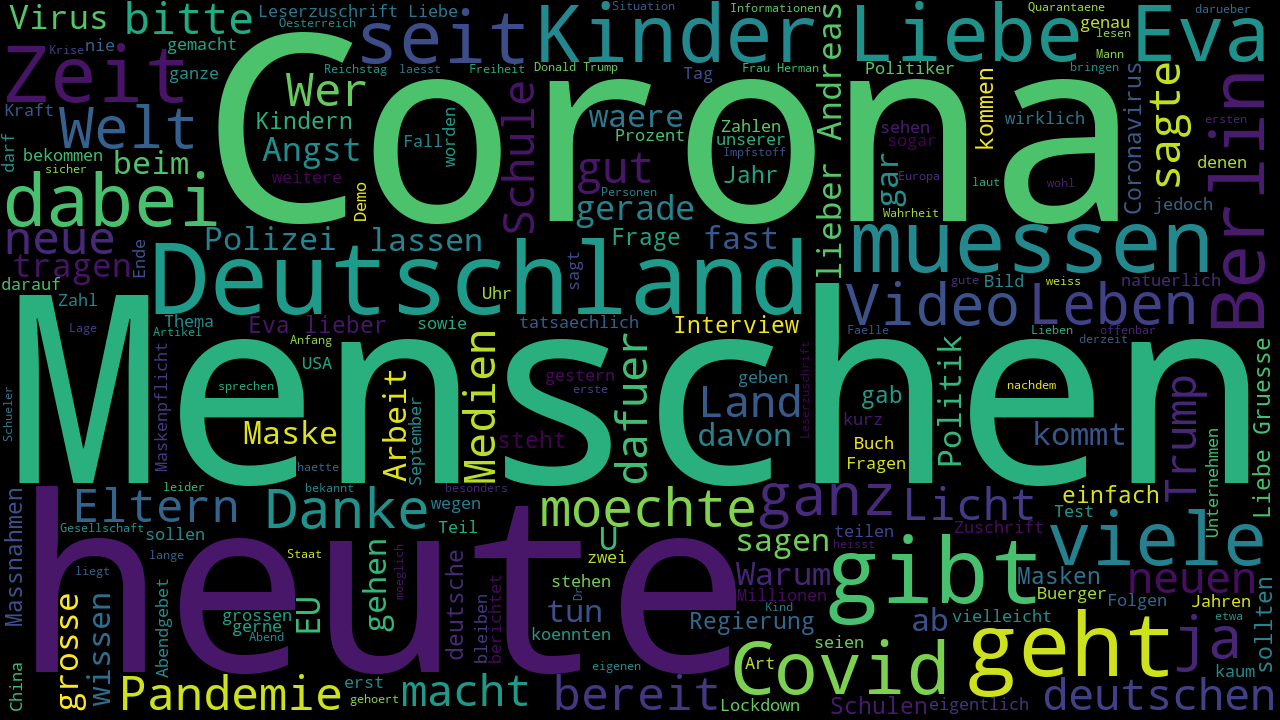 Virus
bitte
Leserzuschrift Liebe
Situation
Informationen
Quarantaene
genau
darueber
Oesterreich
seit
Kinder
Liebe
lesen
Eva
Krise
nie
gemacht
Zeit
ganze
Reichstag
laesst
Freiheit
Donald Trump
Tag
Frau Herman
Politiker
Mann
bringen
Corona
Wer
Kraft
Welt
Kindern
Angst
Fall
worden
schule
waere
Prozent
Zahlen
unserer
Impfstoff
Jahr
lieber Andreas
sehen
sogar
kommen
wirklich
Coronavirus
sagte
ersten
Berlin
darf
bekommen
sicher
beim
weitere
Demo
gut
Personen
gar
Europa
laut
wohl
denen
dabei
gerade
Wahrheit
jedoch
neue
Polizei
lassen
Frage
fast
muessen
tragen
Ende
Deutschland
sagt
darauf
Zahl
Uhr
gute
Bild
weiss
natuerlich
Video
Leben
Lage
Thema
Artikel
Eva lieber
Anfang
sowie
tatsaechlich
Interview
Faelle
Lieben
offenbar
derzeit
Menschen
Maskenpflicht
USA
sprechen
Medien
gestern
erste
dafuer
geben
Land
davon
Leserzuschrift
gab
kurz
Politik
nachdem
Schueler
Maske
Arbeit
September
steht
Buch
Fragen
kommt
Trump
Unternehmen
Liebe Gruesse
haette
Massnahmen
leider
bekannt
besonders
Eltern
Danke
wegen
moechte
ganz
Licht
einfach
Gesellschaft
sollen
Teil
U
teilen
Zuschrift
Test
viele
heute
lange
Staat
gehen
moeglich
deutsche
berichtet
zwei
sagen
heisst
gibt
liegt
Warum
Masken
neuen
stehen
Dr
Millionen
Kind
Buerger
Folgen
Jahren
grosse
Wissen
Abendgebet
grossen
gerne
Abend
EU
bleiben
tun
koennten
Regierung
ab
vielleicht
etwa
sollten
seien
geht
ja
China
eigenen
Covid
Art
kaum
Pandemie
erst
gehoert
macht
bereit
Lockdown
Schulen
eigentlich
deutschen